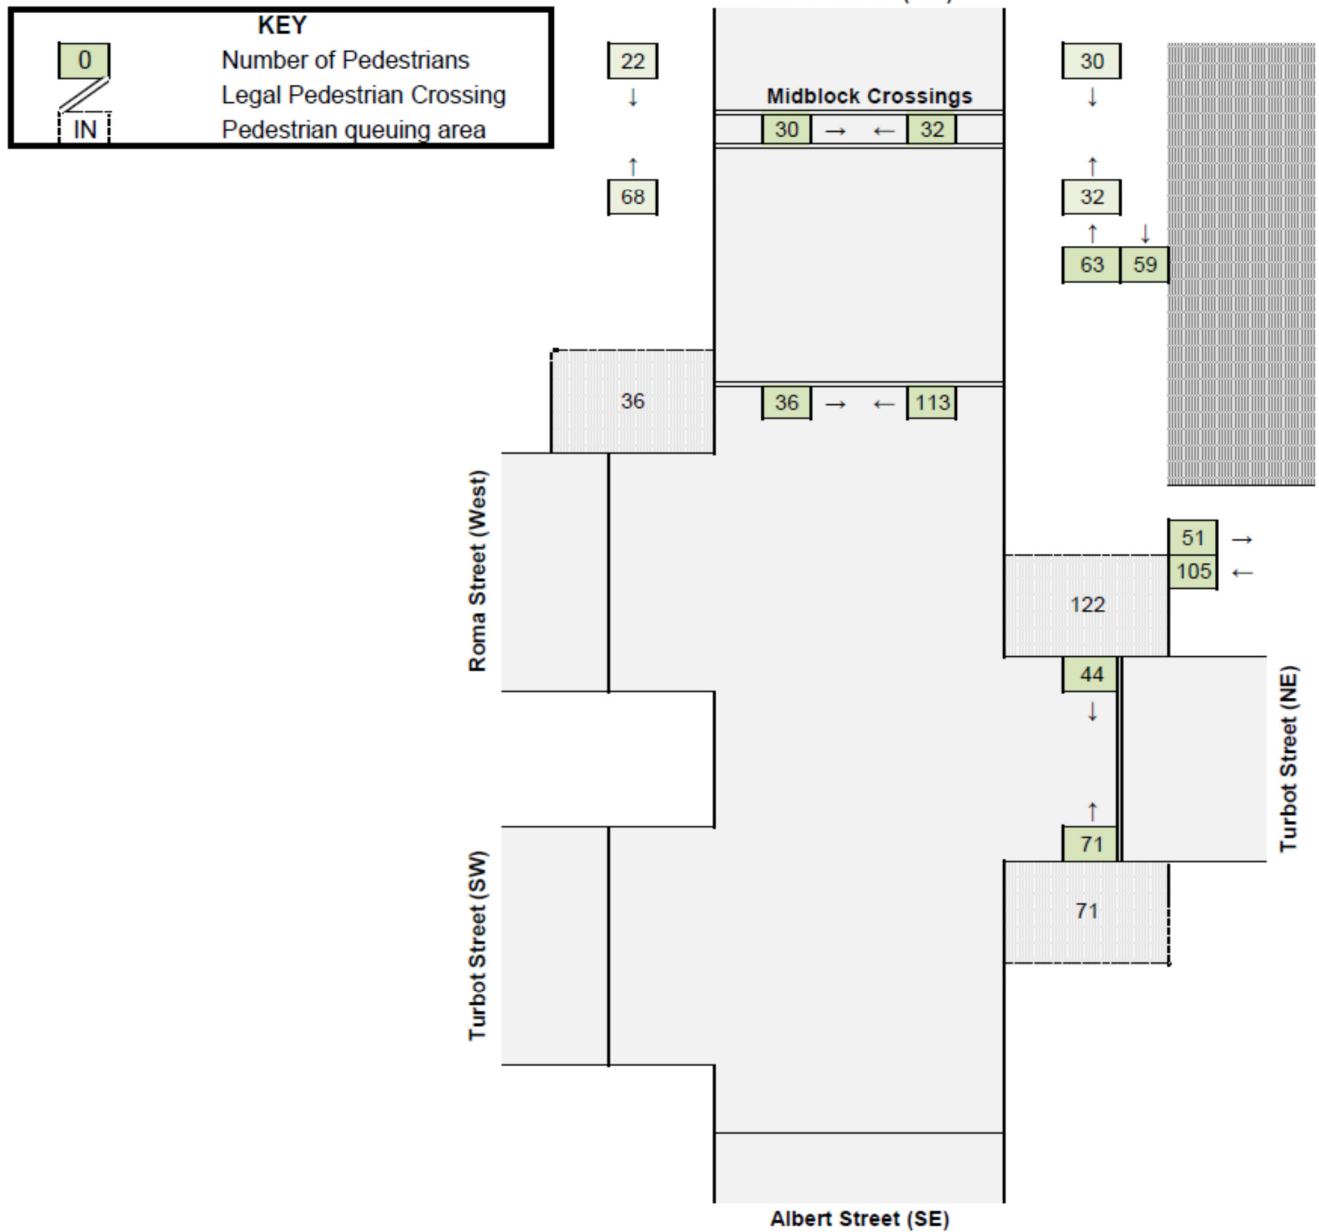 KEY
0 Number of Pedestrians
Legal Pedestrian Crossing
IN Pedestrian queuing area
22
↓
↑
68
Midblock Crossings
30 → ← 32
30
↓
↑
32
↑ ↓
63 59
36
36 → ← 113
Roma Street (West)
51 →
105 ←
122
44
↓
↑
71
Turbot Street (NE)
71
Turbot Street (SW)
Albert Street (SE)